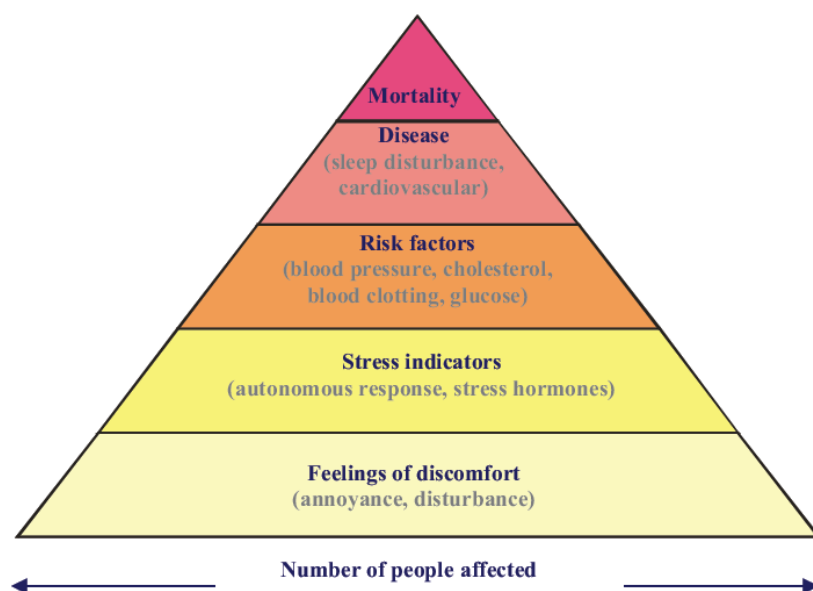 Mortality
Disease
(sleep disturbance,
cardiovascular)
Risk factors
(blood pressure, cholesterol,
blood clotting, glucose)
Stress indicators
(autonomous response, stress hormones)
Feelings of discomfort
(annoyance, disturbance)
Number of people affected